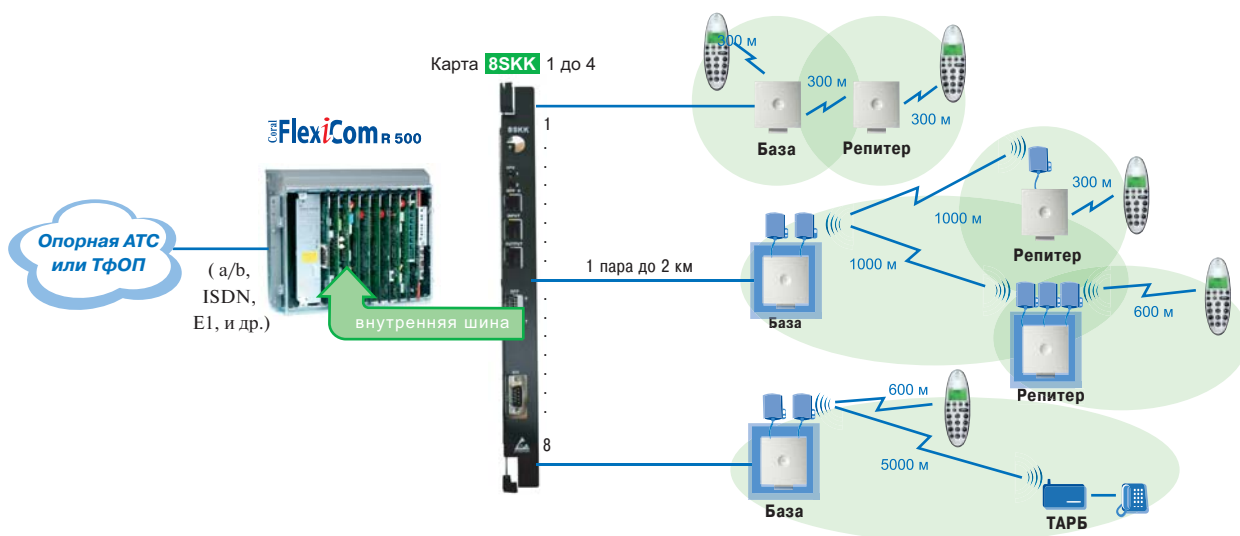 Карта 8SKK 1 до 4
Coral FlexiCom R 500
Опорная АТС
или ТфОП
( a/b,
ISDN,
E1, и др.)
внутренняя шина
8SKK
1
8
1 пара до 2 км
300 м
300 м
300 м
База
Репитер
1000 м
300 м
Репитер
1000 м
База
600 м
Репитер
600 м
5000 м
База
ТАРБ